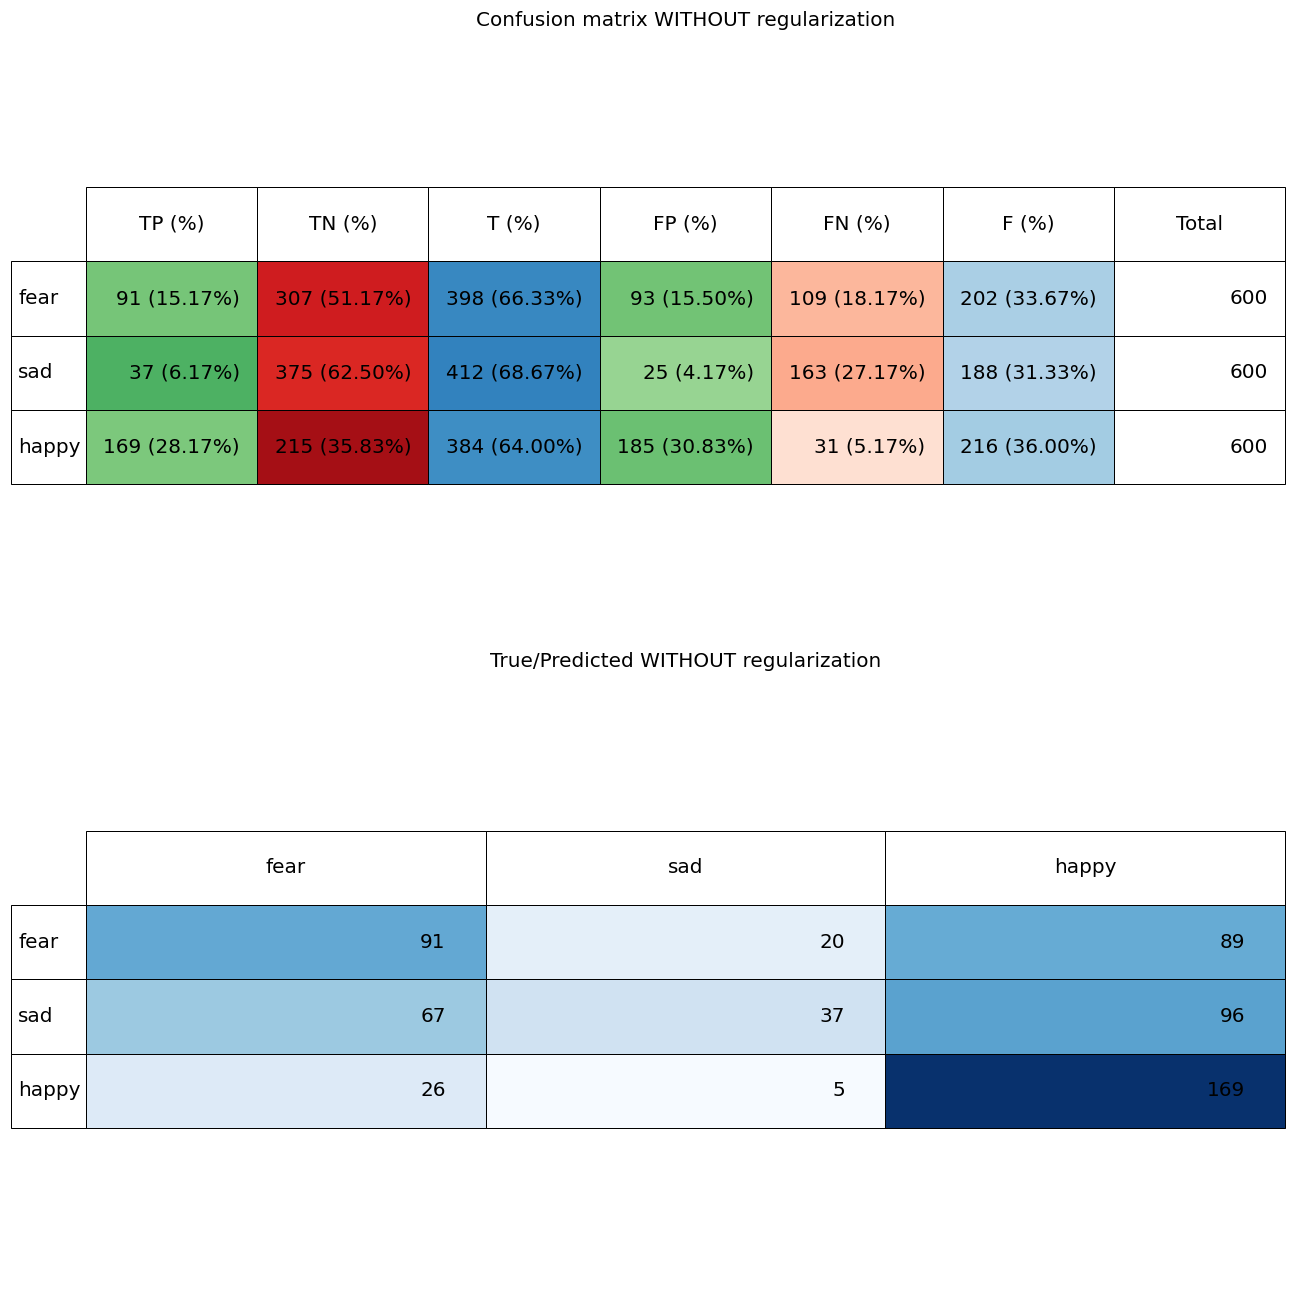 Confusion matrix WITHOUT regularization
TP (%) TN (%) T (%) FP (%) FN (%) F (%) Total
fear 91 (15.17%) 307 (51.17%) 398 (66.33%) 93 (15.50%) 109 (18.17%) 202 (33.67%) 600
sad 37 (6.17%) 375 (62.50%) 412 (68.67%) 25 (4.17%) 163 (27.17%) 188 (31.33%) 600
happy 169 (28.17%) 215 (35.83%) 384 (64.00%) 185 (30.83%) 31 (5.17%) 216 (36.00%) 600
True/Predicted WITHOUT regularization
fear sad happy
fear 91 20 89
sad 67 37 96
happy 26 5 169